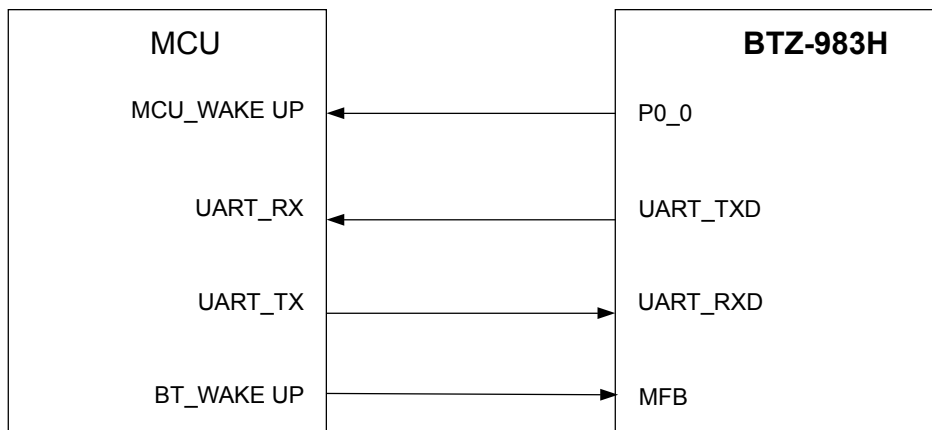 MCU
BTZ-983H
MCU_WAKE UP
P0_0
UART_RX
UART_TXD
UART_TX
UART_RXD
BT_WAKE UP
MFB